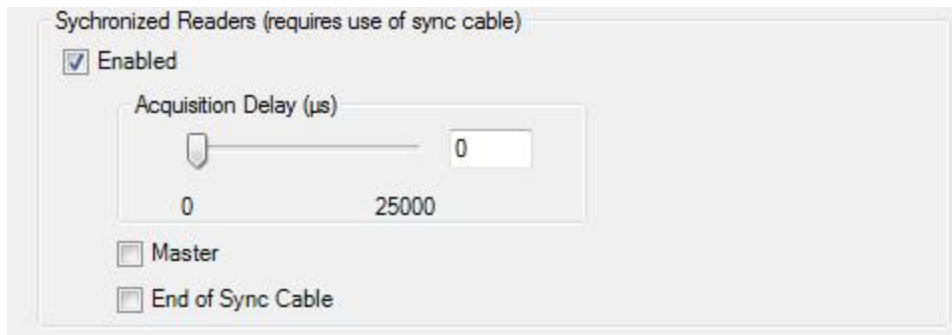 Sychronized Readers (requires use of sync cable)
Enabled
Acquisition Delay (µs)
0
0 25000
Master
End of Sync Cable